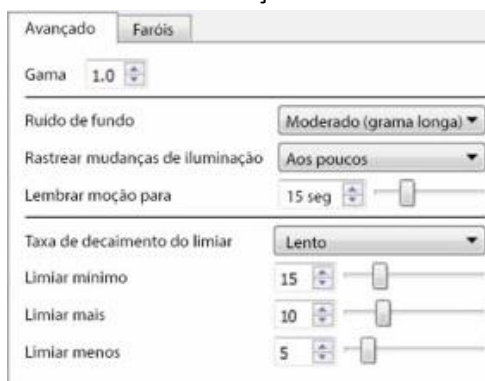 Avançado Faróis
Gama 1.0
Ruído de fundo Moderado (grama longa)
Rastrear mudanças de iluminação Aos poucos
Lembrar moção para 15 seg
Taxa de decaimento do limiar Lento
Limiar mínimo 15
Limiar mais 10
Limiar menos 5